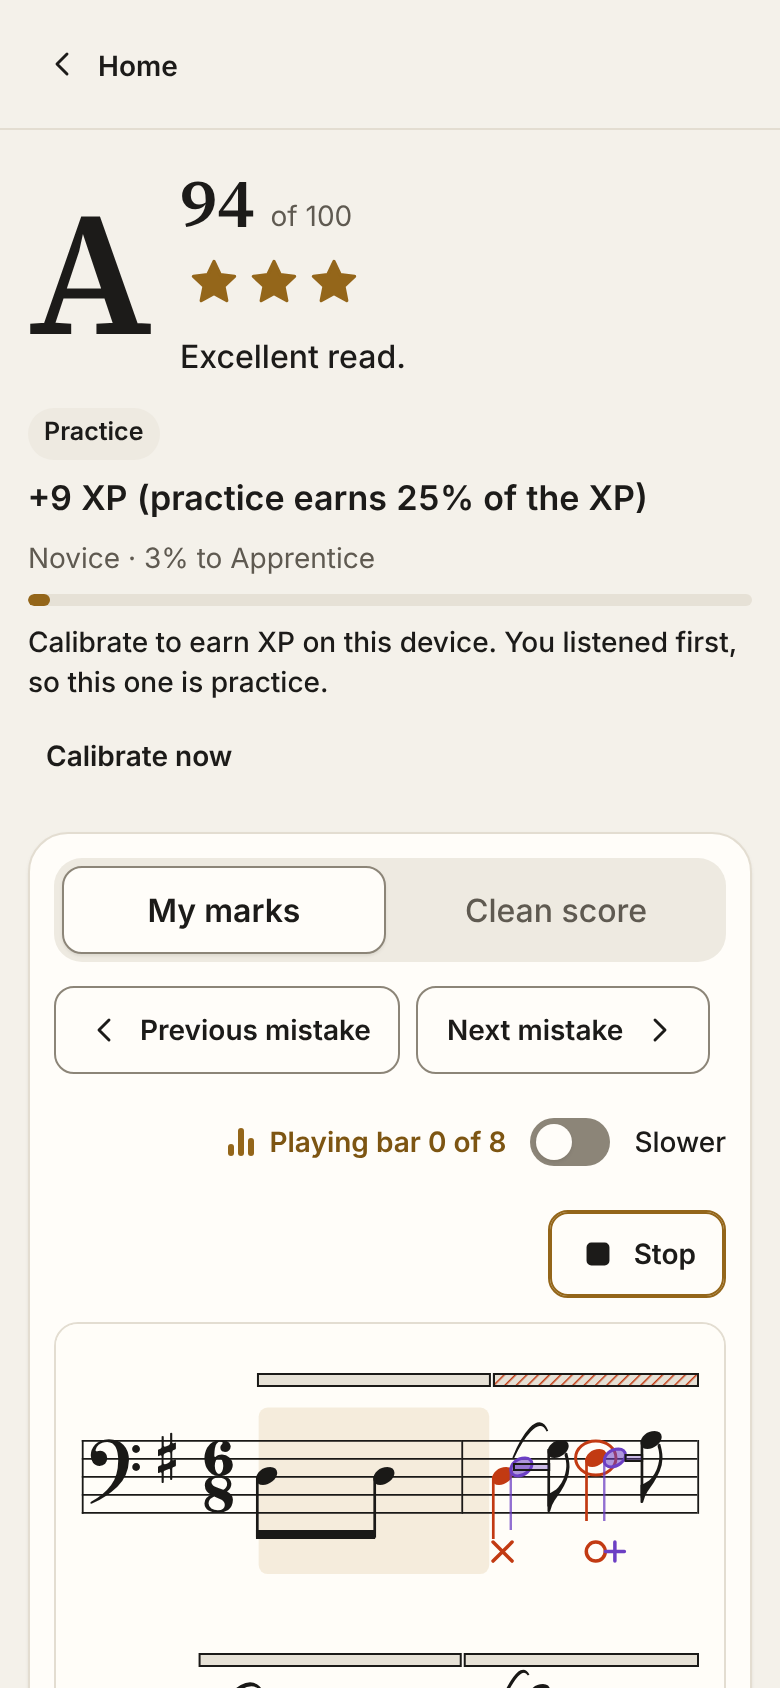 Home
A
94 of 100
Excellent read.
Practice
+9 XP (practice earns 25% of the XP)
Novice · 3% to Apprentice
Calibrate to earn XP on this device. You listened first,
so this one is practice.
Calibrate now
My marks
Clean score
Previous mistake
Next mistake
Playing bar 0 of 8
Slower
Stop
6
8